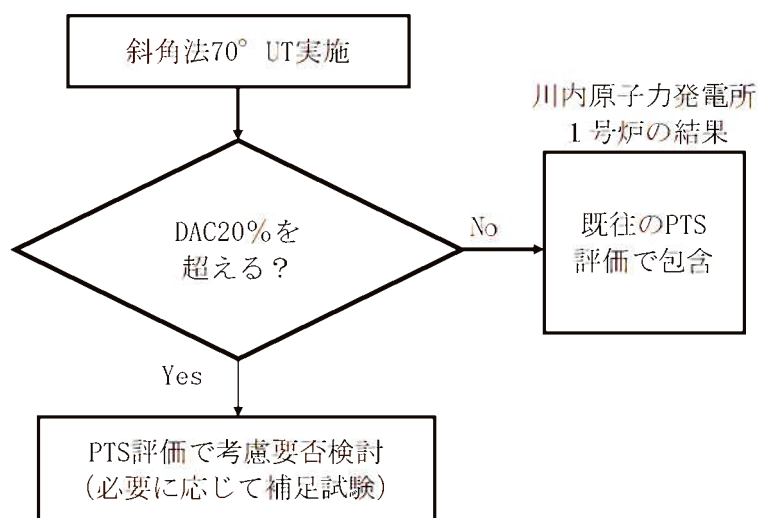 斜角法70° UT実施
川内原子力発電所
1号炉の結果
DAC20%を
超える?
No
既往のPTS
評価で包含
Yes
PTS評価で考慮要否検討
(必要に応じて補足試験)